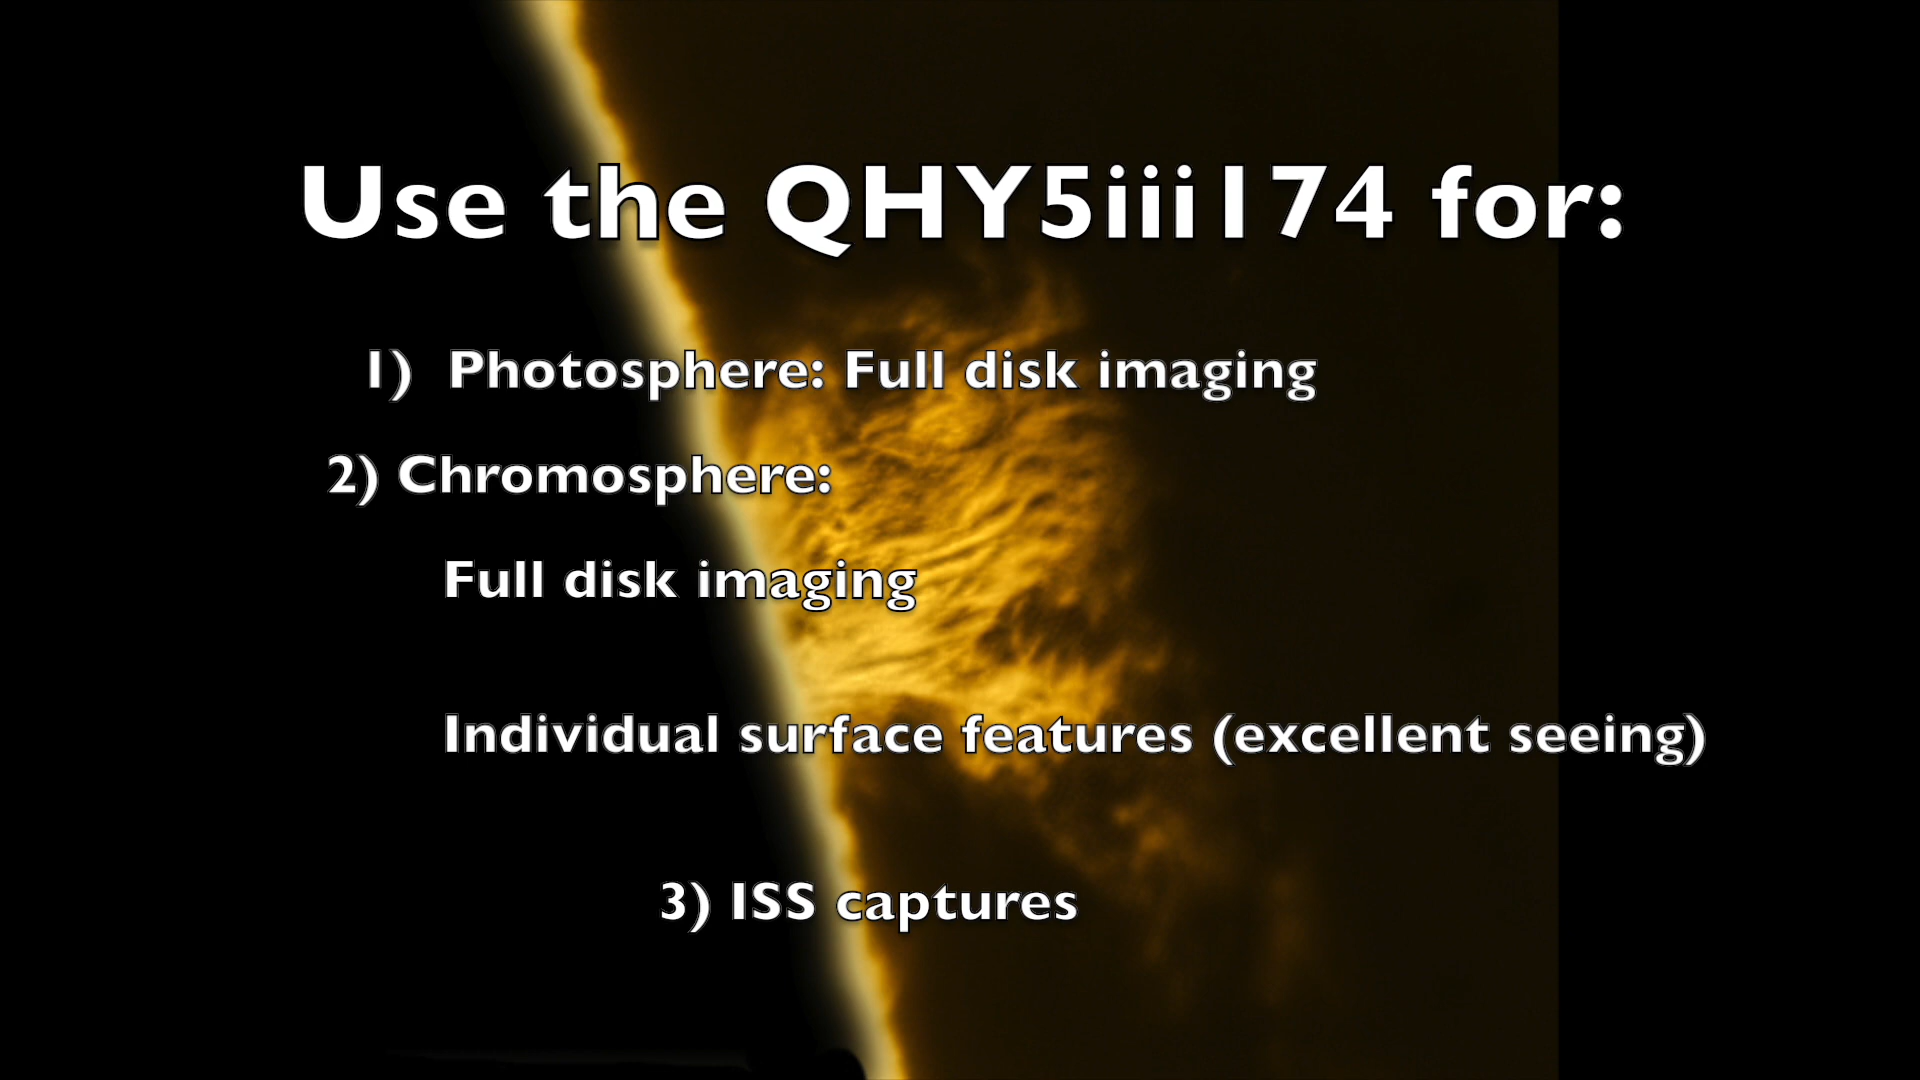 Use the QHY5iii174 for:
1) Photosphere: Full disk imaging
2) Chromosphere:
Full disk imaging
Individual surface features (excellent seeing)
3) ISS captures